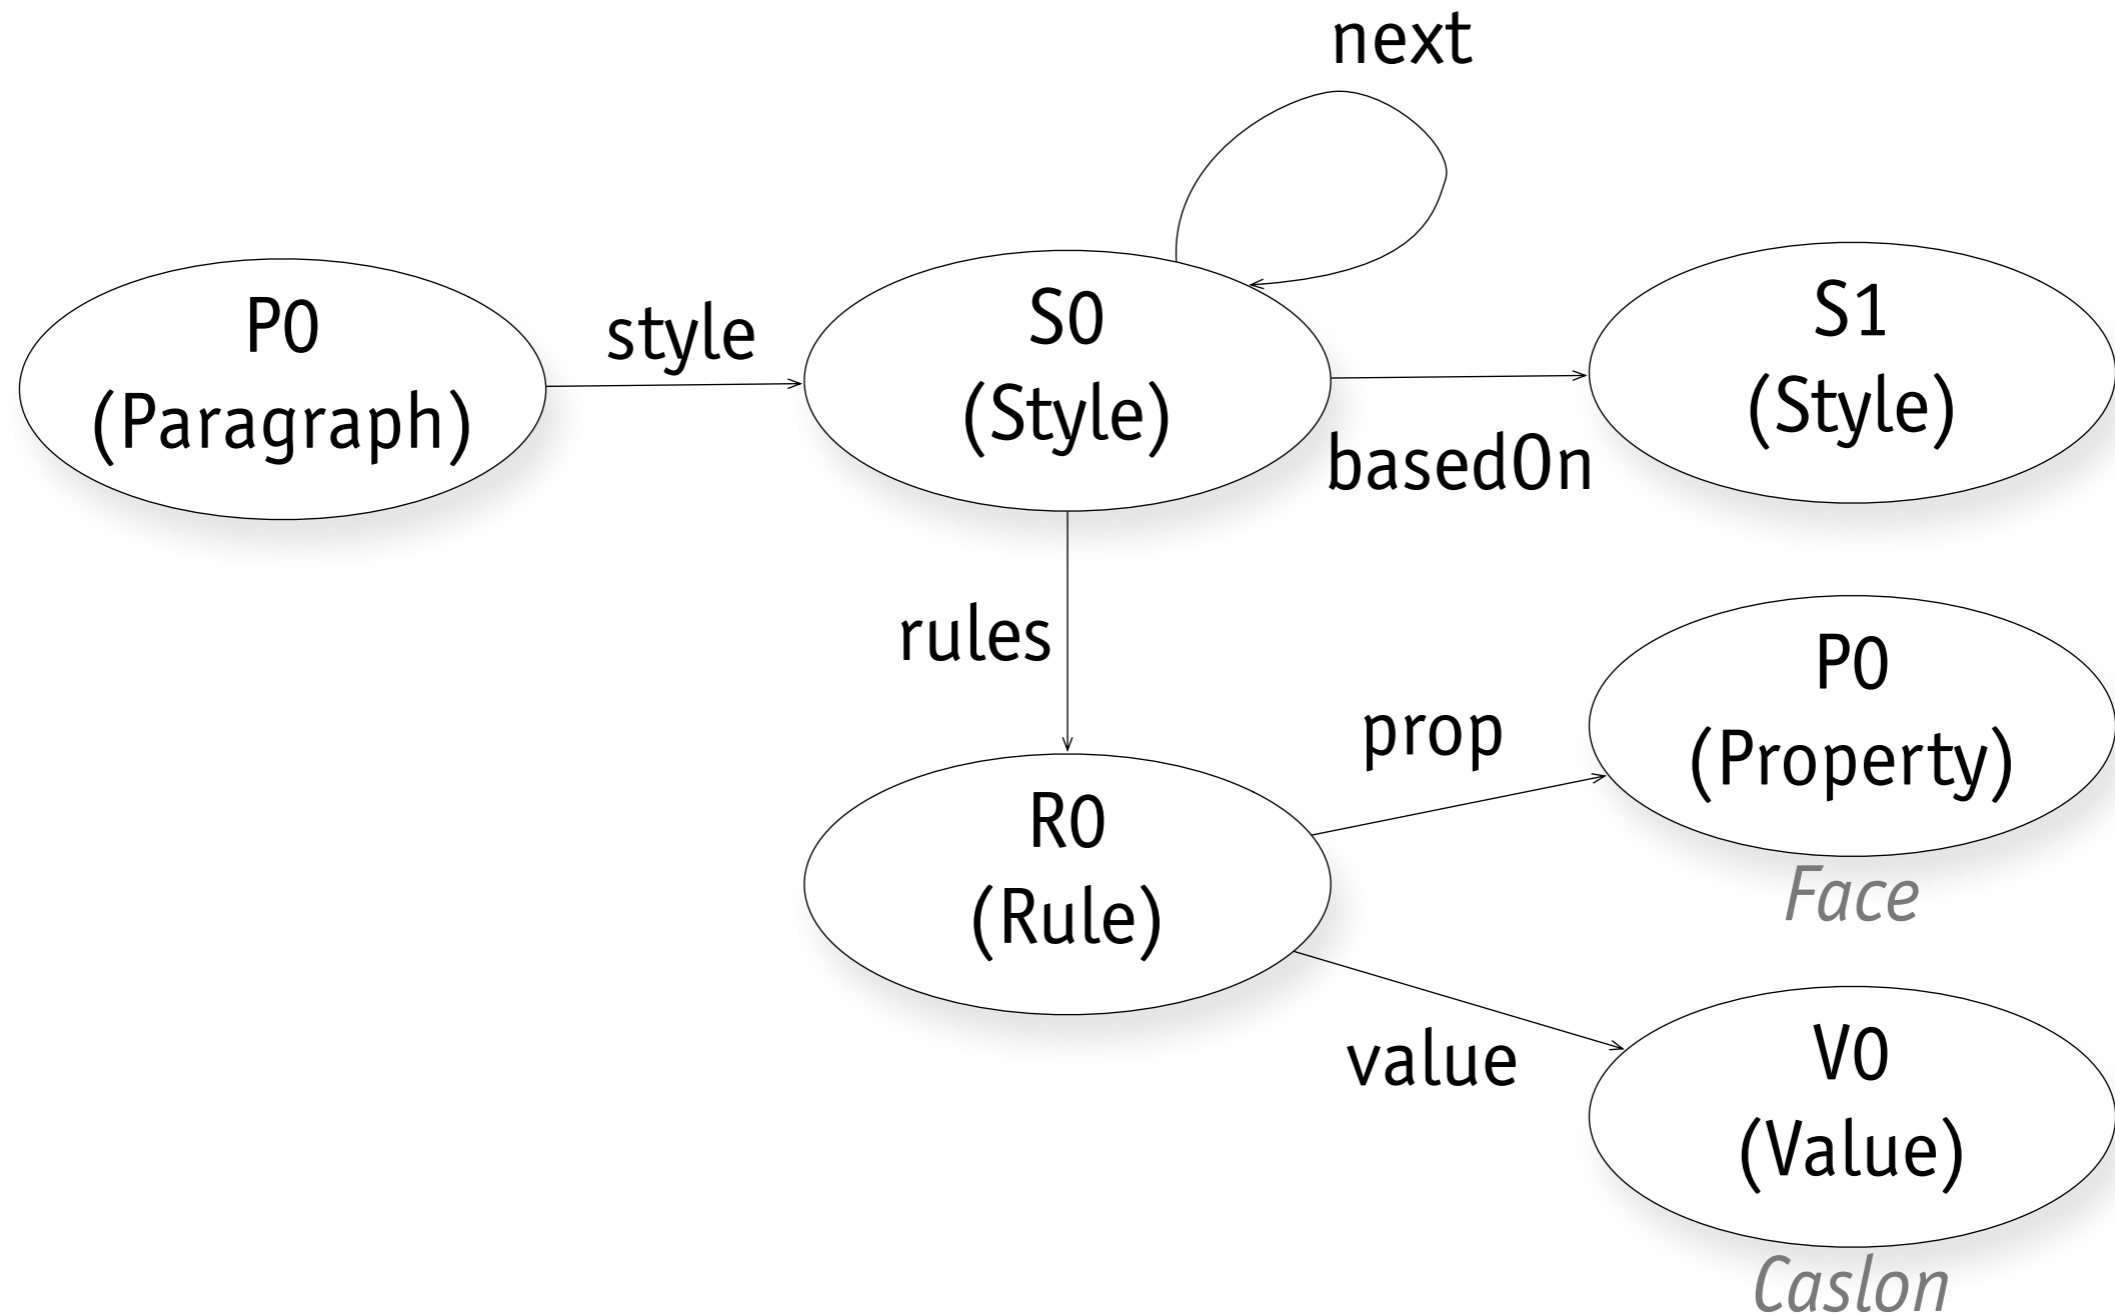 next
P0
(Paragraph)
style
S0
(Style)
basedOn
S1
(Style)
rules
R0
(Rule)
prop
P0
(Property)
Face
value
V0
(Value)
Caslon